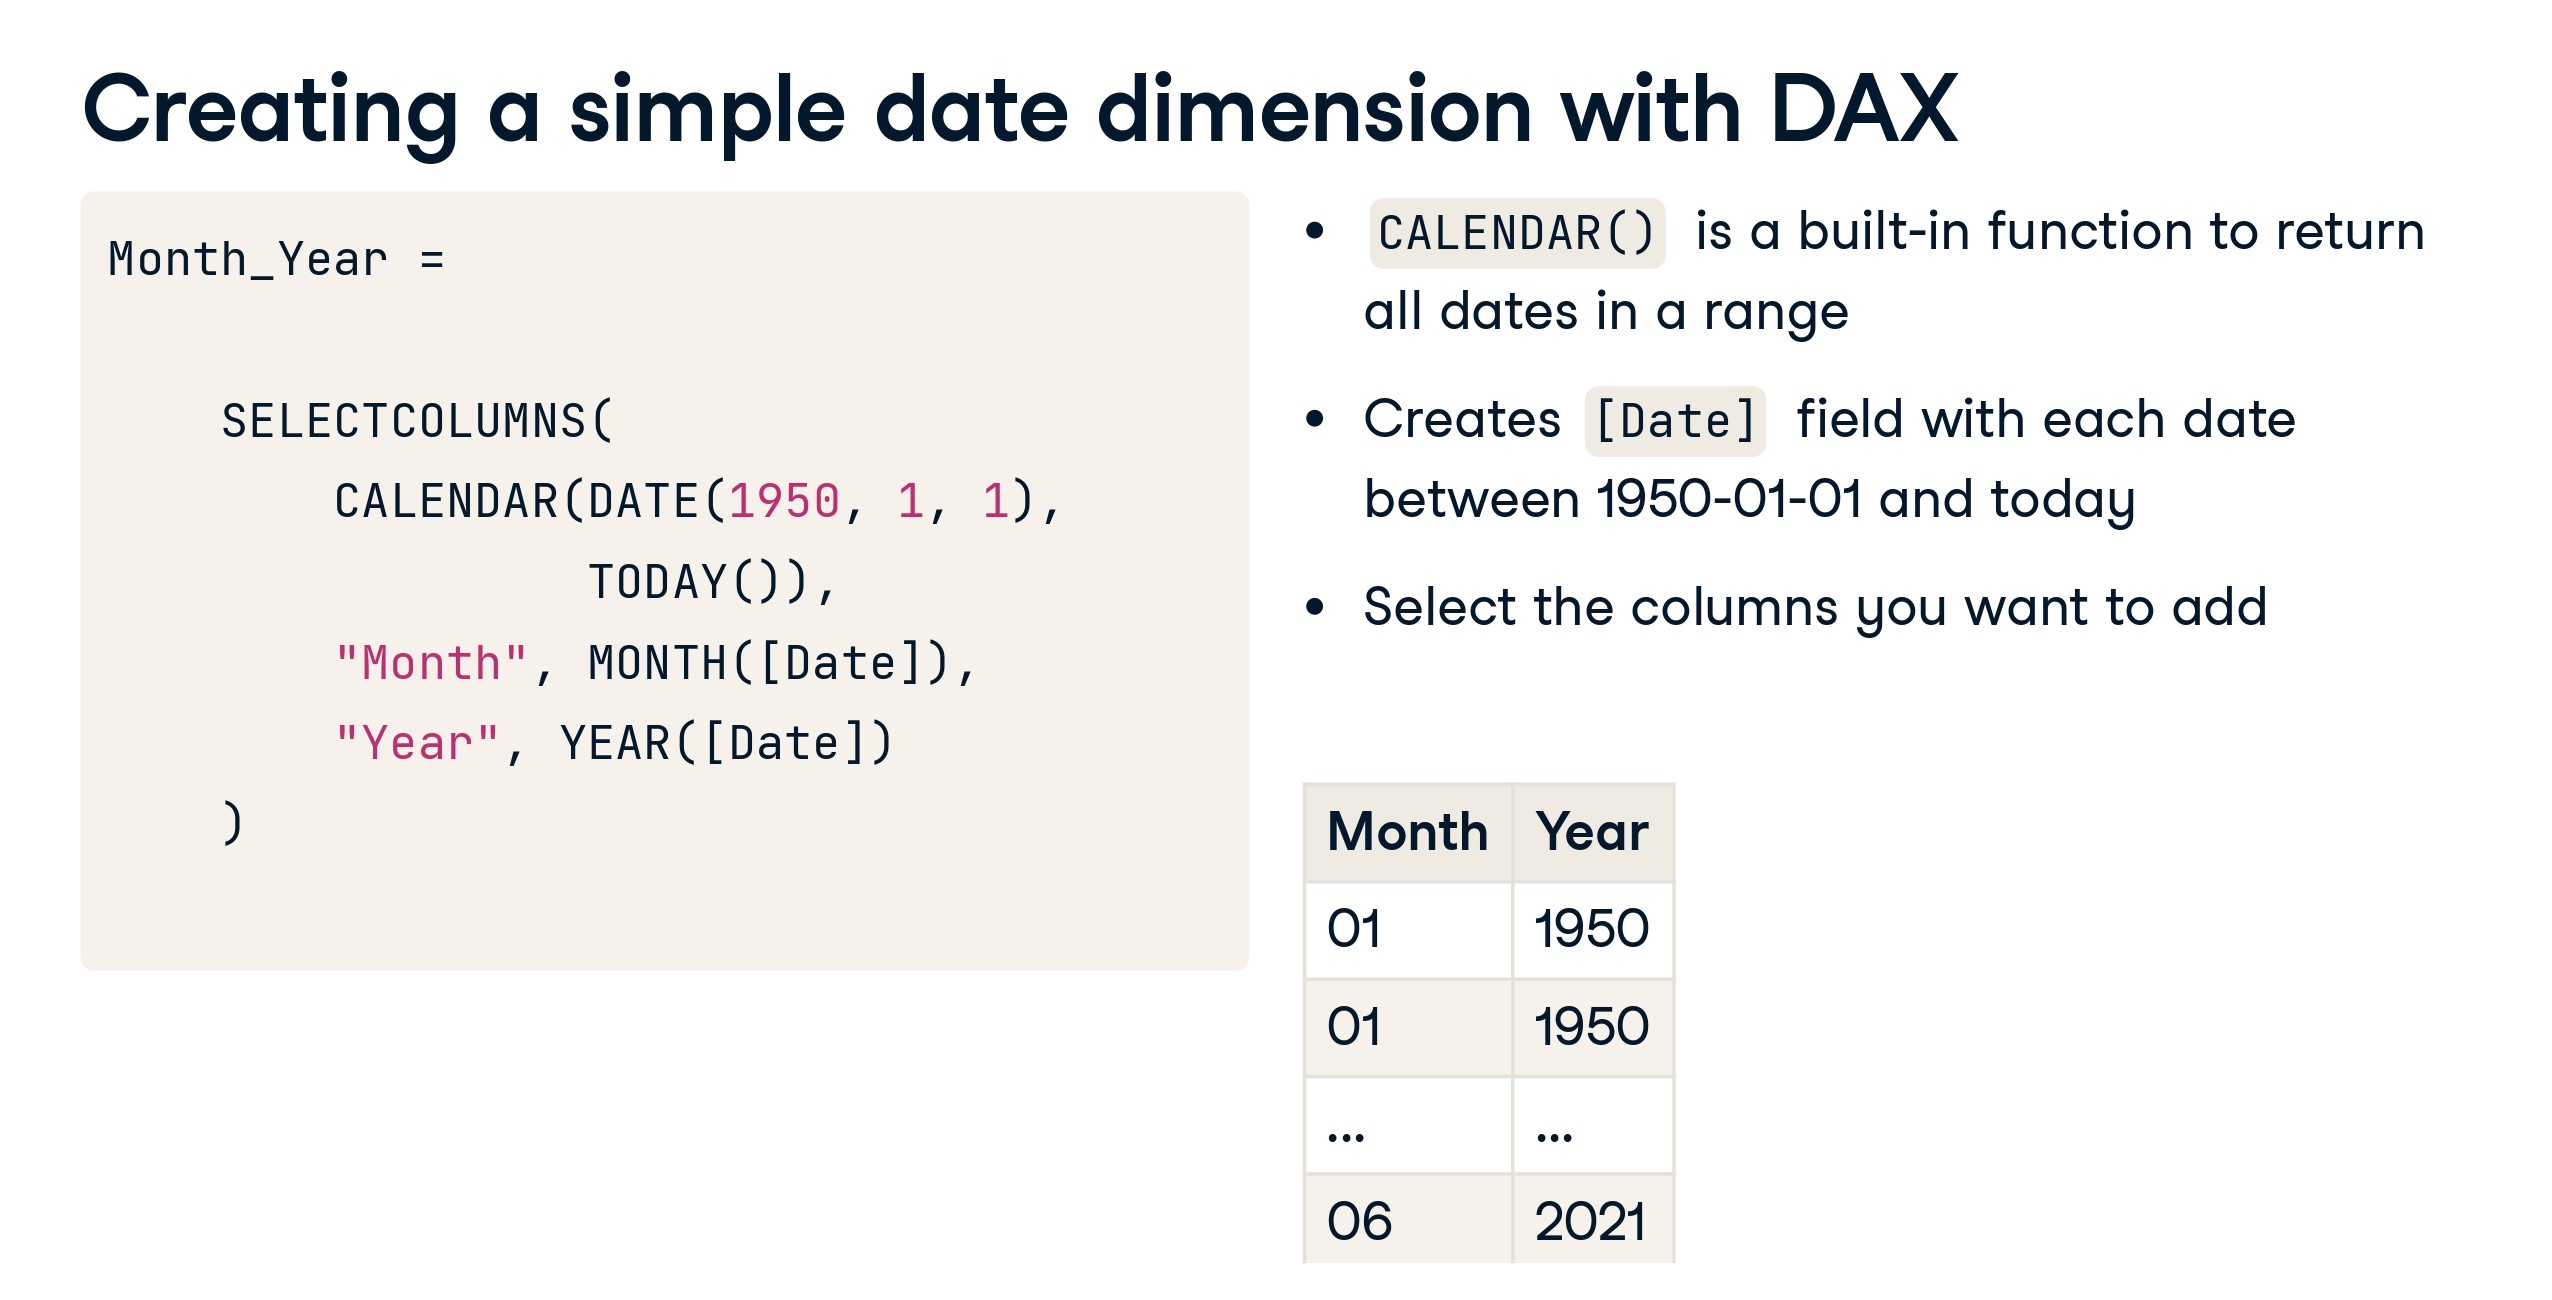 Creating a simple date dimension with DAX
Month_Year =
SELECTCOLUMNS(
CALENDAR(DATE(1950, 1, 1),
TODAY()),
"Month", MONTH([Date]),
"Year", YEAR([Date])
)
• CALENDAR() is a built-in function to return
all dates in a range
• Creates [Date] field with each date
between 1950-01-01 and today
• Select the columns you want to add
Month Year
01 1950
01 1950
... ...
06 2021